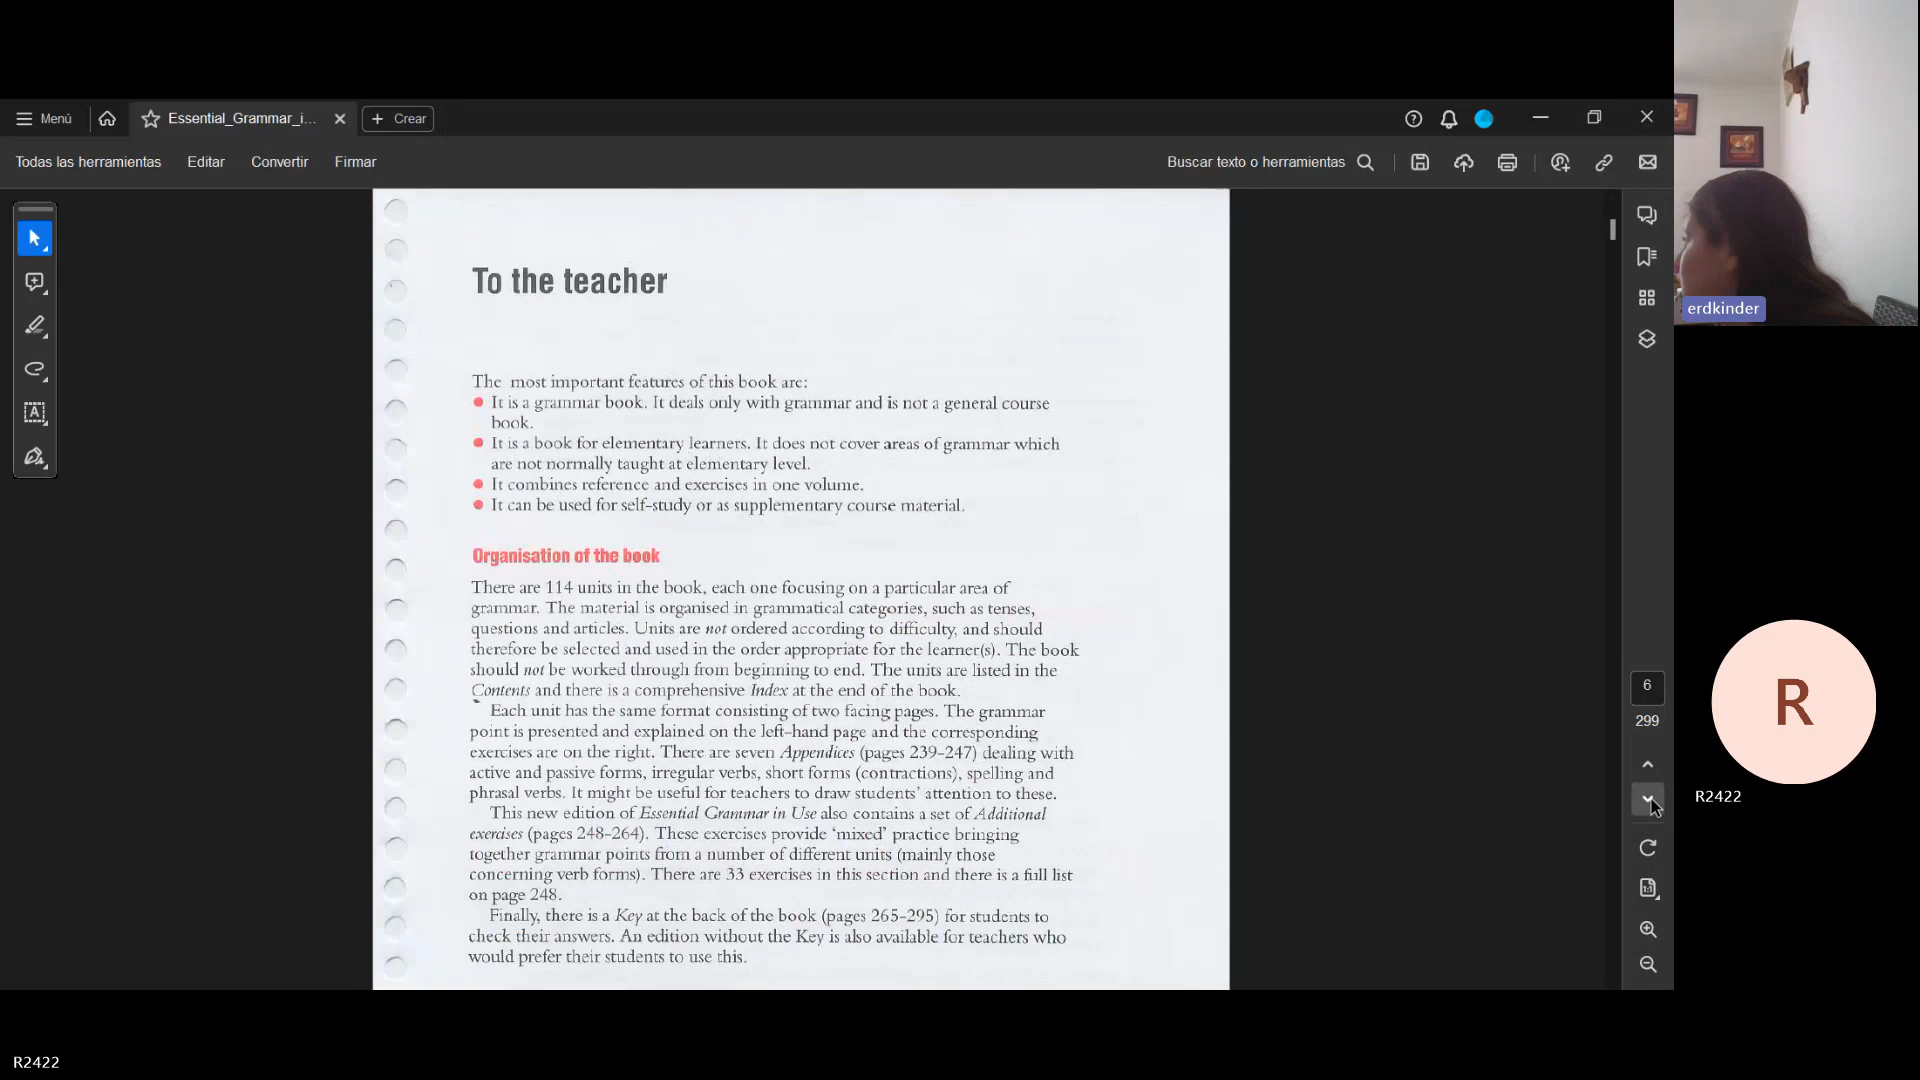 Menú
Essential_Grammar_i...
Crear
Todas las herramientas
Editar
Convertir
Firmar
Buscar texto o herramientas
To the teacher
The most important features of this book are:
It is a grammar book. It deals only with grammar and is not a general course
book.
It is a book for elementary learners. It does not cover areas of grammar which
are not normally taught at elementary level.
It combines reference and exercises in one volume.
It can be used for self-study or as supplementary course material.
Organisation of the book
There are 114 units in the book, each one focusing on a particular area of
grammar. The material is organised in grammatical categories, such as tenses,
questions and articles. Units are not ordered according to difficulty, and should
therefore be selected and used in the order appropriate for the learner(s). The book
should not be worked through from beginning to end. The units are listed in the
Contents and there is a comprehensive Index at the end of the book.
Each unit has the same format consisting of two facing pages. The grammar
point is presented and explained on the left-hand page and the corresponding
exercises are on the right. There are seven Appendices (pages 239-247) dealing with
active and passive forms, irregular verbs, short forms (contractions), spelling and
phrasal verbs. It might be useful for teachers to draw students' attention to these.
This new edition of Essential Grammar in Use also contains a set of Additional
exercises (pages 248-264). These exercises provide 'mixed' practice bringing
together grammar points from a number of different units (mainly those
concerning verb forms). There are 33 exercises in this section and there is a full list
on page 248.
Finally, there is a Key at the back of the book (pages 265-295) for students to
check their answers. An edition without the Key is also available for teachers who
would prefer their students to use this.
6
299
1:1
erdkinder
R
R2422
R2422